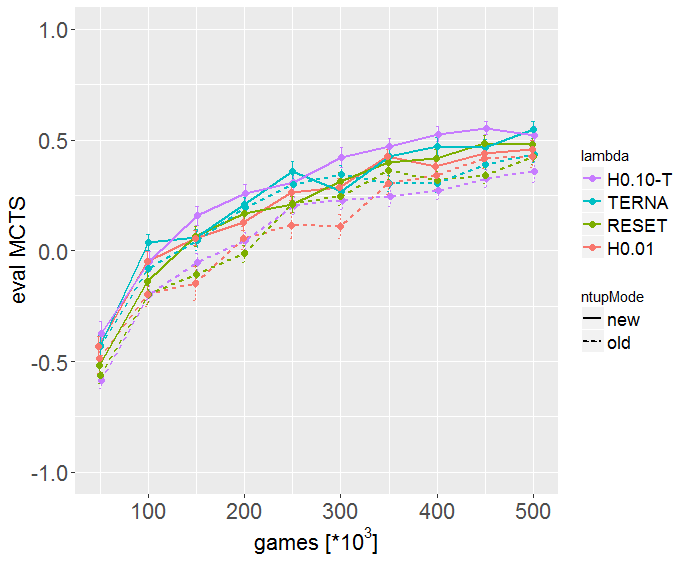 1.0
0.5
0.0
-0.5
-1.0
eval MCTS
100
200
300
400
500
games [*10³]
lambda
H0.10-T
TERNA
RESET
H0.01
ntupMode
new
old